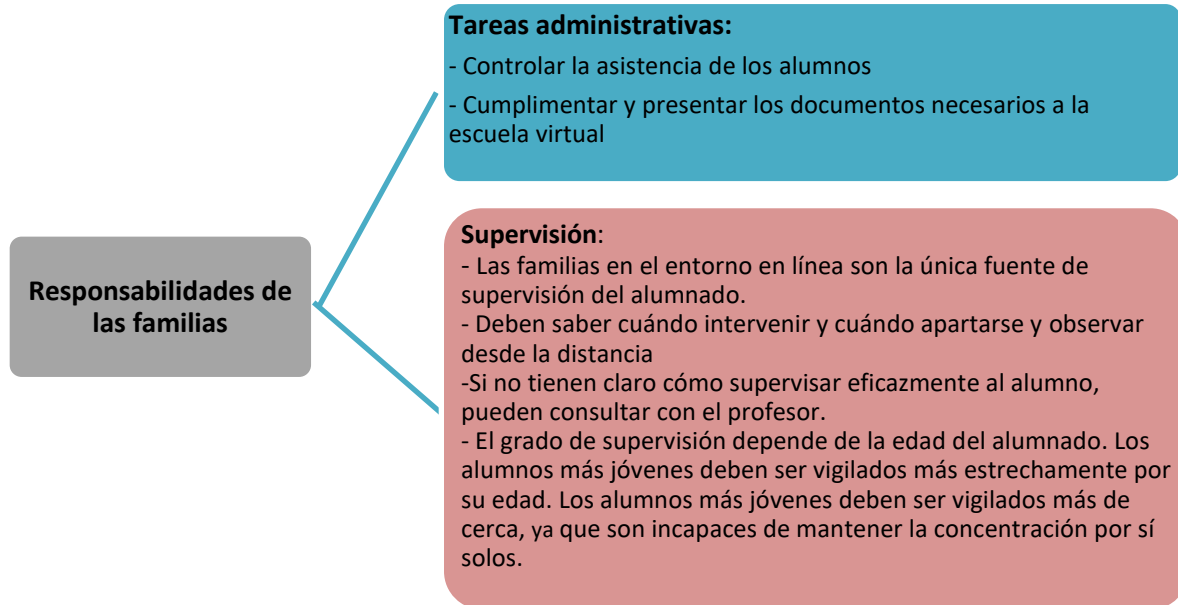 Tareas administrativas:
- Controlar la asistencia de los alumnos
- Cumplimentar y presentar los documentos necesarios a la
escuela virtual
Responsabilidades de
las familias
Supervisión:
- Las familias en el entorno en línea son la única fuente de
supervisión del alumnado.
- Deben saber cuándo intervenir y cuándo apartarse y observar
desde la distancia
-Si no tienen claro cómo supervisar eficazmente al alumno,
pueden consultar con el profesor.
- El grado de supervisión depende de la edad del alumnado. Los
alumnos más jóvenes deben ser vigilados más estrechamente por
su edad. Los alumnos más jóvenes deben ser vigilados más de
cerca, ya que son incapaces de mantener la concentración por sí
solos.